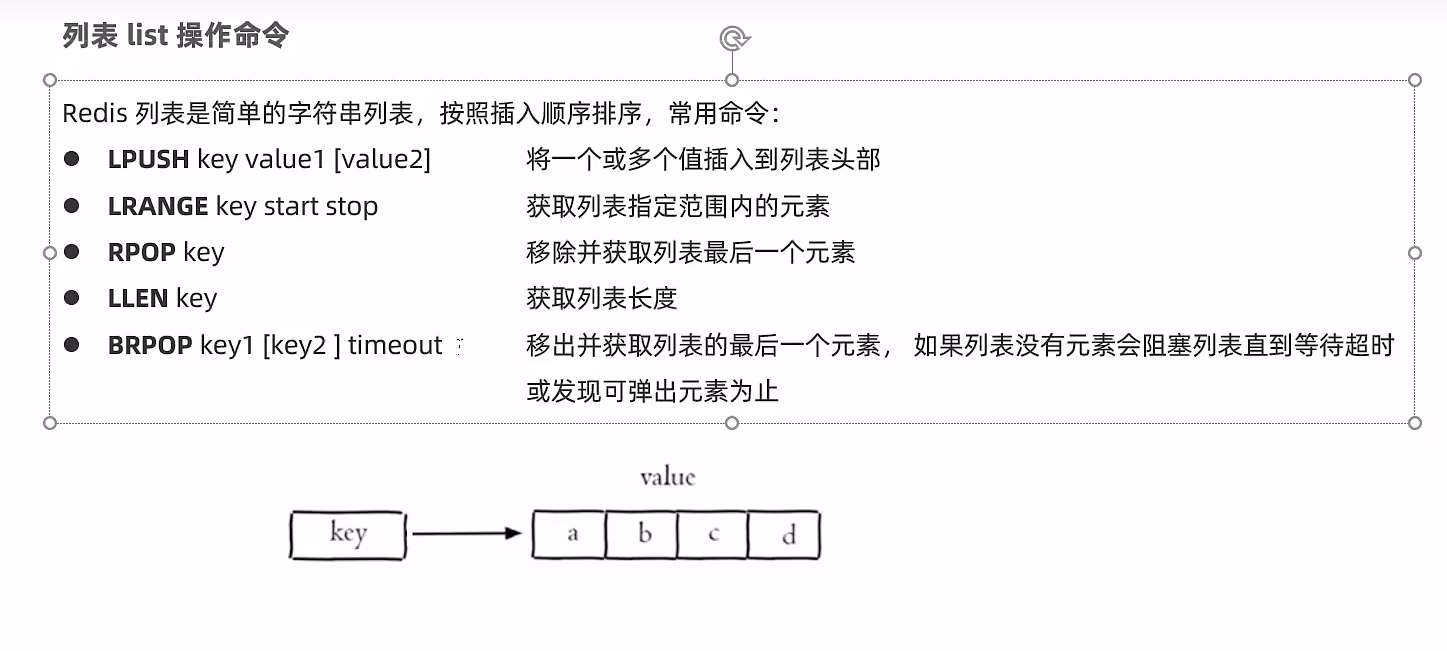 列表 list 操作命令
Redis 列表是简单的字符串列表，按照插入顺序排序，常用命令：
● LPUSH key value1 [value2] 将一个或多个值插入到列表头部
● LRANGE key start stop 获取列表指定范围内的元素
● RPOP key 移除并获取列表最后一个元素
● LLEN key 获取列表长度
● BRPOP key1 [key2 ] timeout 移出并获取列表的最后一个元素， 如果列表没有元素会阻塞列表直到等待超时
或发现可弹出元素为止
value
key a b c d